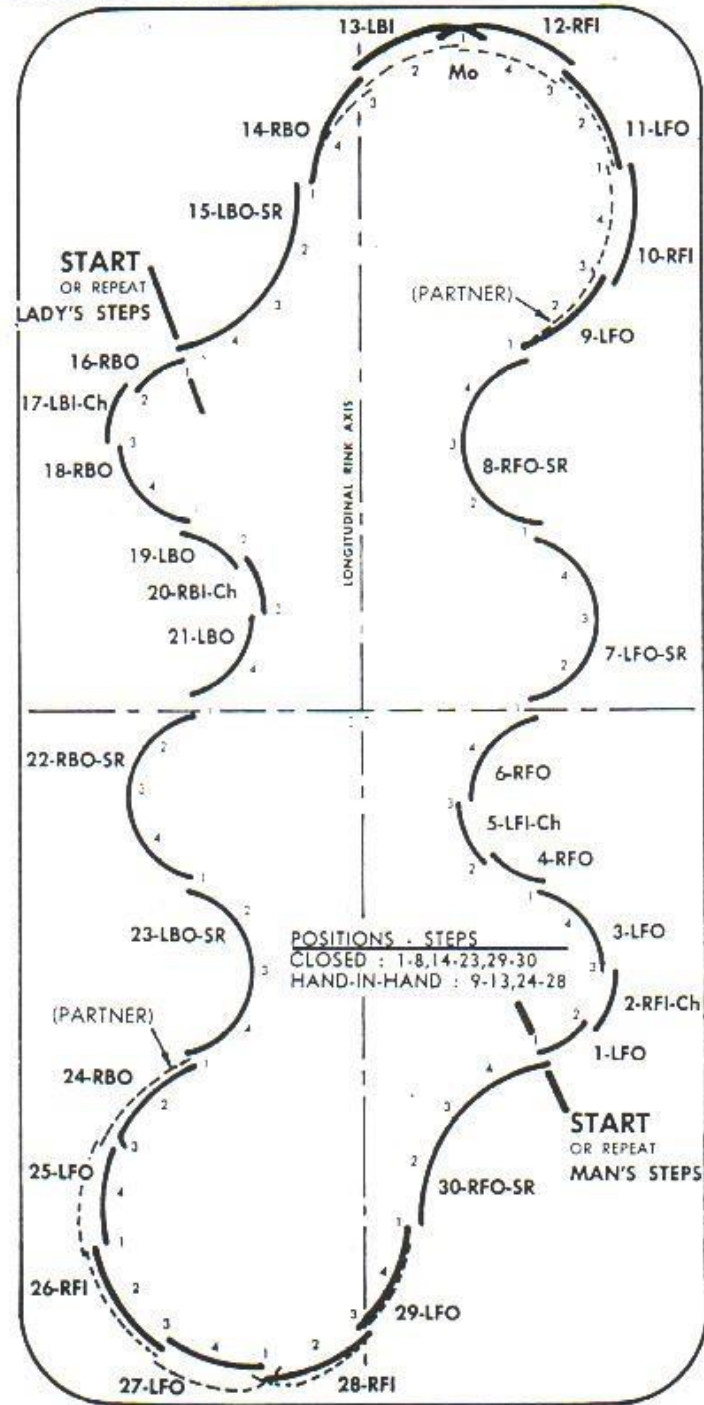 13-LBI
12-RFI
Mo
14-RBO
11-LFO
15-LBO-SR
10-RFI
START
OR REPEAT
LADY'S STEPS
(PARTNER)
9-LFO
16-RBO
17-LBI-Ch
18-RBO
8-RFO-SR
LONGITUDINAL RINK AXIS
19-LBO
20-RBI-Ch
21-LBO
7-LFO-SR
22-RBO-SR
6-RFO
5-LFI-Ch
4-RFO
23-LBO-SR
3-LFO
POSITIONS - STEPS
CLOSED : 1-8,14-23,29-30
HAND-IN-HAND : 9-13,24-28
2-RFI-Ch
(PARTNER)
1-LFO
24-RBO
START
OR REPEAT
MAN'S STEPS
25-LFO
30-RFO-SR
26-RFI
29-LFO
27-LFO
28-RFI